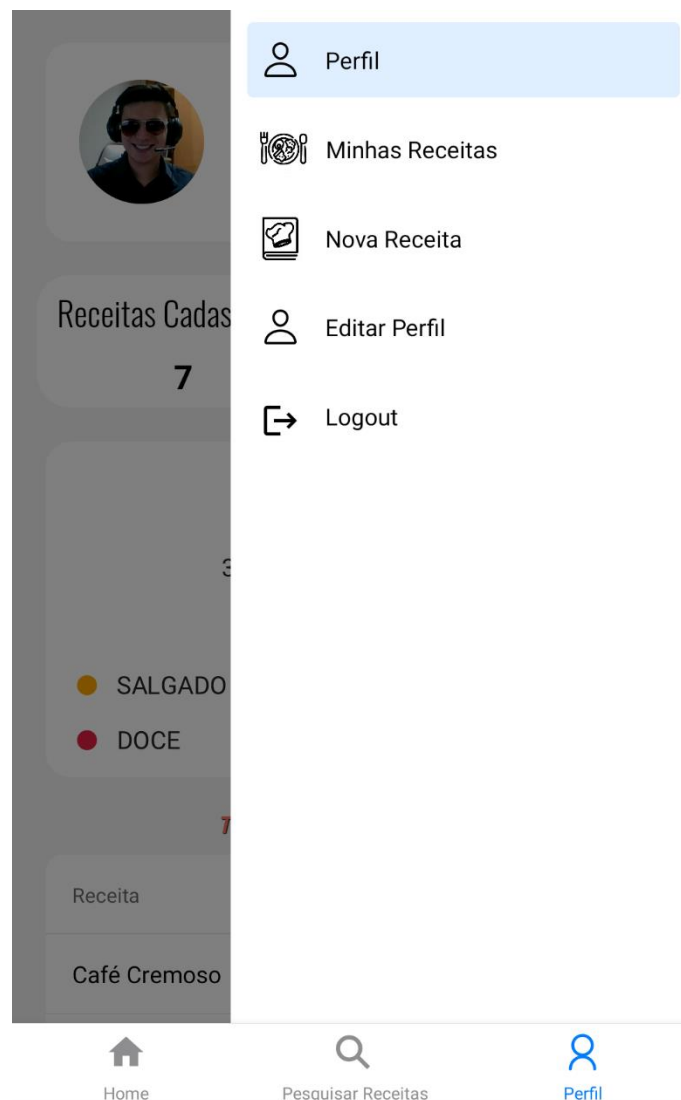 Perfil
Minhas Receitas
Nova Receita
Editar Perfil
Logout
Receitas Cadas
7
3
SALGADO
DOCE
T
Receita
Café Cremoso
Home
Pesquisar Receitas
Perfil